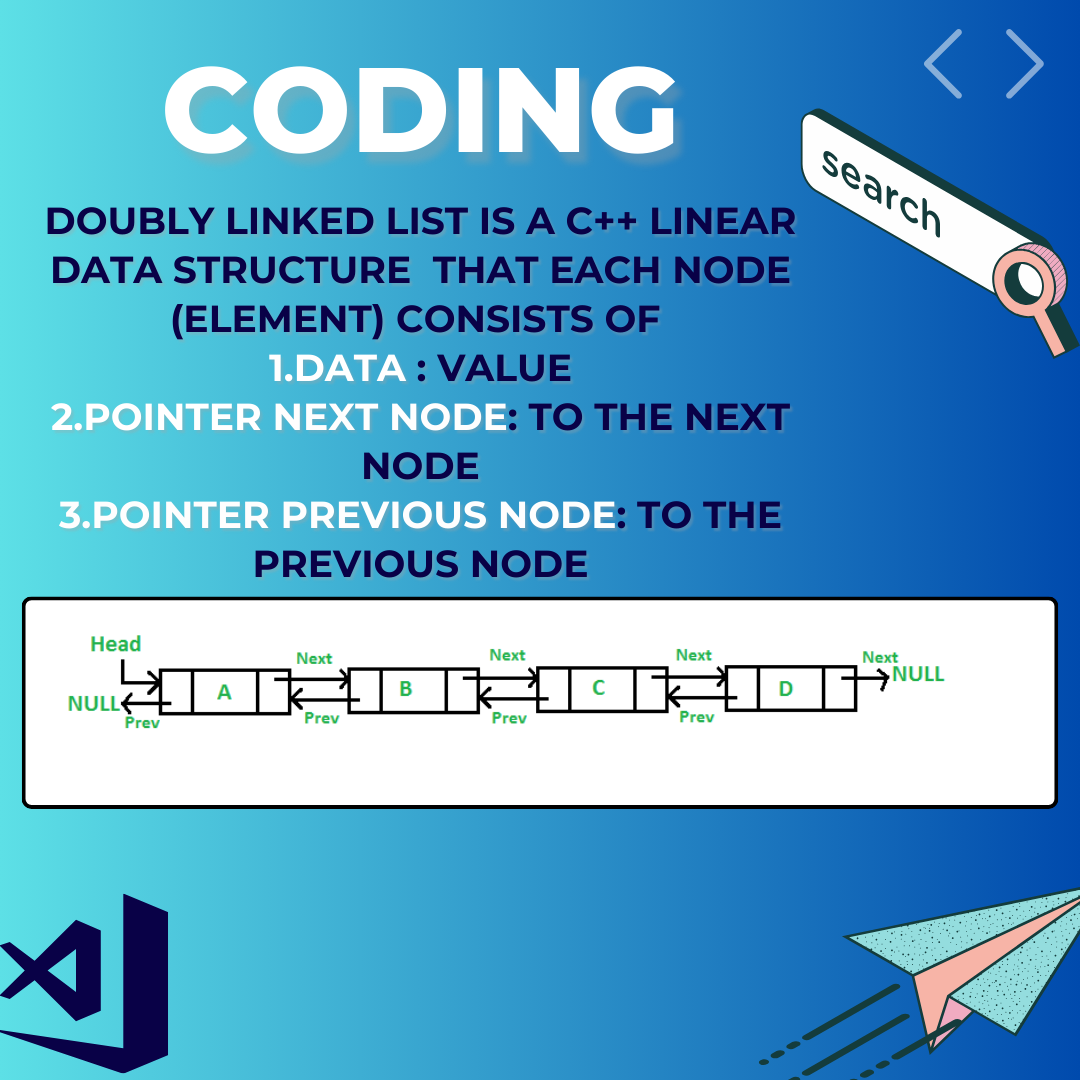 CODING
search
DOUBLY LINKED LIST IS A C++ LINEAR
DATA STRUCTURE THAT EACH NODE
(ELEMENT) CONSISTS OF
1.DATA : VALUE
2.POINTER NEXT NODE: TO THE NEXT
NODE
3.POINTER PREVIOUS NODE: TO THE
PREVIOUS NODE
Head
Next
Next
Next
Next
NULL
A
B
C
D
NULL
Prev
Prev
Prev
Prev